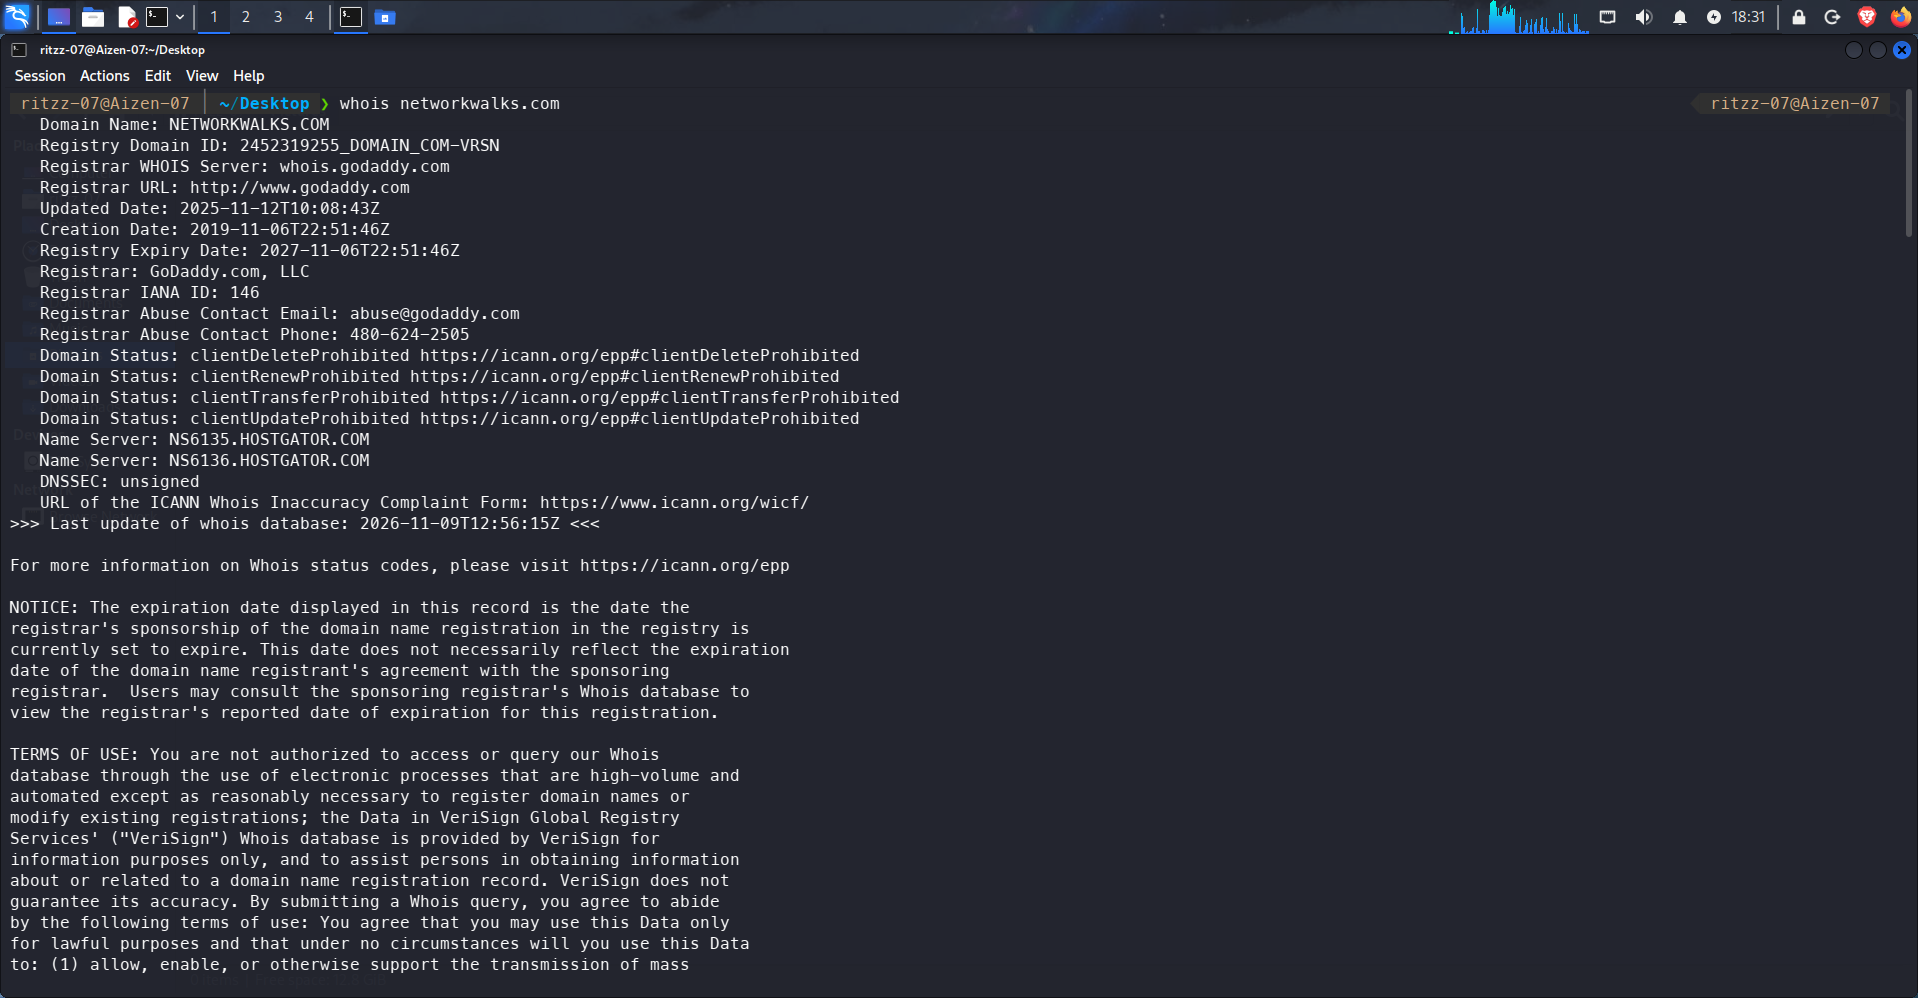 1 2 3 4
18:31
ritzz-07@Aizen-07:~/Desktop
Session Actions Edit View Help
ritzz-07@Aizen-07 ~/Desktop ❯ whois networkwalks.com ritzz-07@Aizen-07
Domain Name: NETWORKWALKS.COM
Registry Domain ID: 2452319255_DOMAIN_COM-VRSN
Registrar WHOIS Server: whois.godaddy.com
Registrar URL: http://www.godaddy.com
Updated Date: 2025-11-12T10:08:43Z
Creation Date: 2019-11-06T22:51:46Z
Registry Expiry Date: 2027-11-06T22:51:46Z
Registrar: GoDaddy.com, LLC
Registrar IANA ID: 146
Registrar Abuse Contact Email: abuse@godaddy.com
Registrar Abuse Contact Phone: 480-624-2505
Domain Status: clientDeleteProhibited https://icann.org/epp#clientDeleteProhibited
Domain Status: clientRenewProhibited https://icann.org/epp#clientRenewProhibited
Domain Status: clientTransferProhibited https://icann.org/epp#clientTransferProhibited
Domain Status: clientUpdateProhibited https://icann.org/epp#clientUpdateProhibited
Name Server: NS6135.HOSTGATOR.COM
Name Server: NS6136.HOSTGATOR.COM
DNSSEC: unsigned
URL of the ICANN Whois Inaccuracy Complaint Form: https://www.icann.org/wicf/
>>> Last update of whois database: 2026-11-09T12:56:15Z <<<
For more information on Whois status codes, please visit https://icann.org/epp
NOTICE: The expiration date displayed in this record is the date the
registrar's sponsorship of the domain name registration in the registry is
currently set to expire. This date does not necessarily reflect the expiration
date of the domain name registrant's agreement with the sponsoring
registrar.  Users may consult the sponsoring registrar's Whois database to
view the registrar's reported date of expiration for this registration.
TERMS OF USE: You are not authorized to access or query our Whois
database through the use of electronic processes that are high-volume and
automated except as reasonably necessary to register domain names or
modify existing registrations; the Data in VeriSign Global Registry
Services' ("VeriSign") Whois database is provided by VeriSign for
information purposes only, and to assist persons in obtaining information
about or related to a domain name registration record. VeriSign does not
guarantee its accuracy. By submitting a Whois query, you agree to abide
by the following terms of use: You agree that you may use this Data only
for lawful purposes and that under no circumstances will you use this Data
to: (1) allow, enable, or otherwise support the transmission of mass